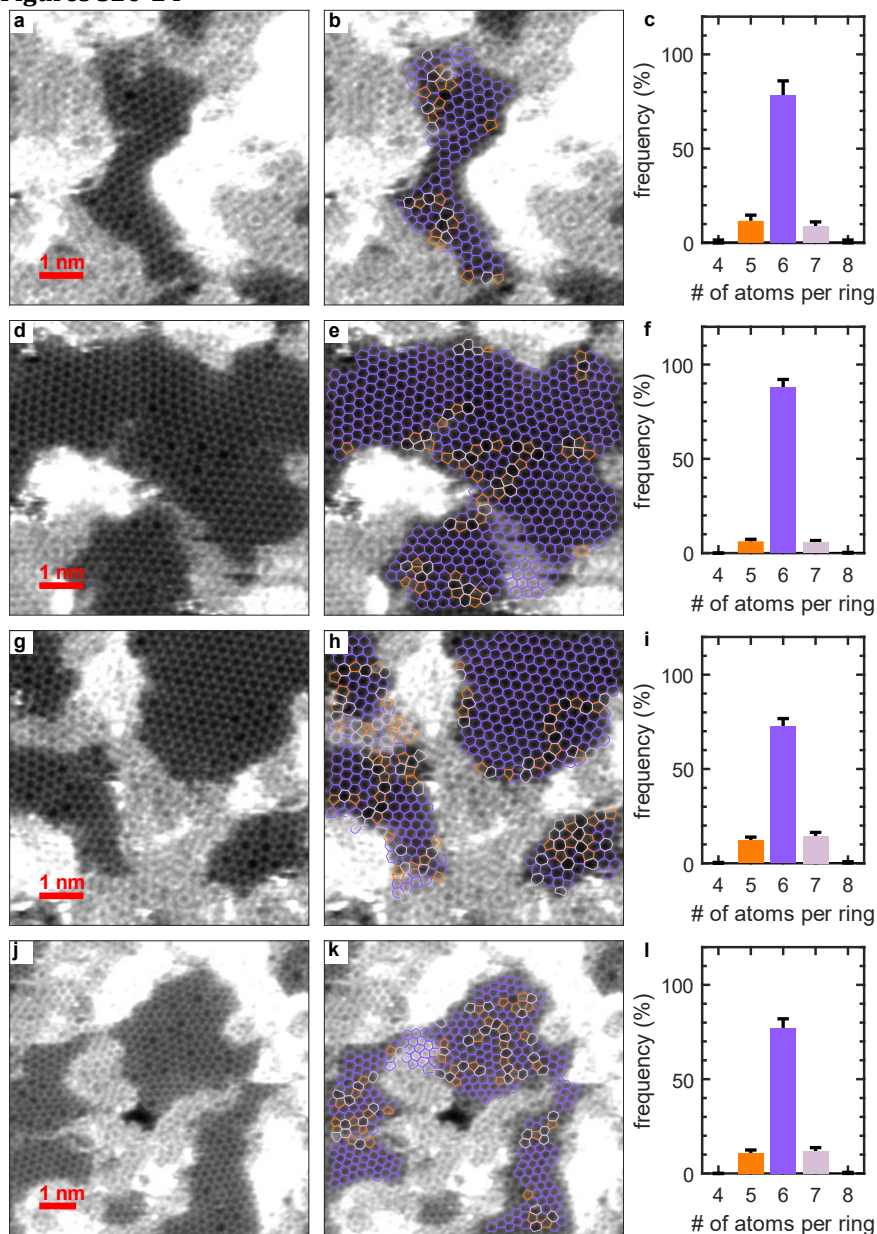 a
b
c
frequency (%)
100
50
0
4 5 6 7 8
# of atoms per ring
1 nm
d
e
f
frequency (%)
100
50
0
4 5 6 7 8
# of atoms per ring
1 nm
g
h
i
frequency (%)
100
50
0
4 5 6 7 8
# of atoms per ring
1 nm
j
k
l
frequency (%)
100
50
0
4 5 6 7 8
# of atoms per ring
1 nm